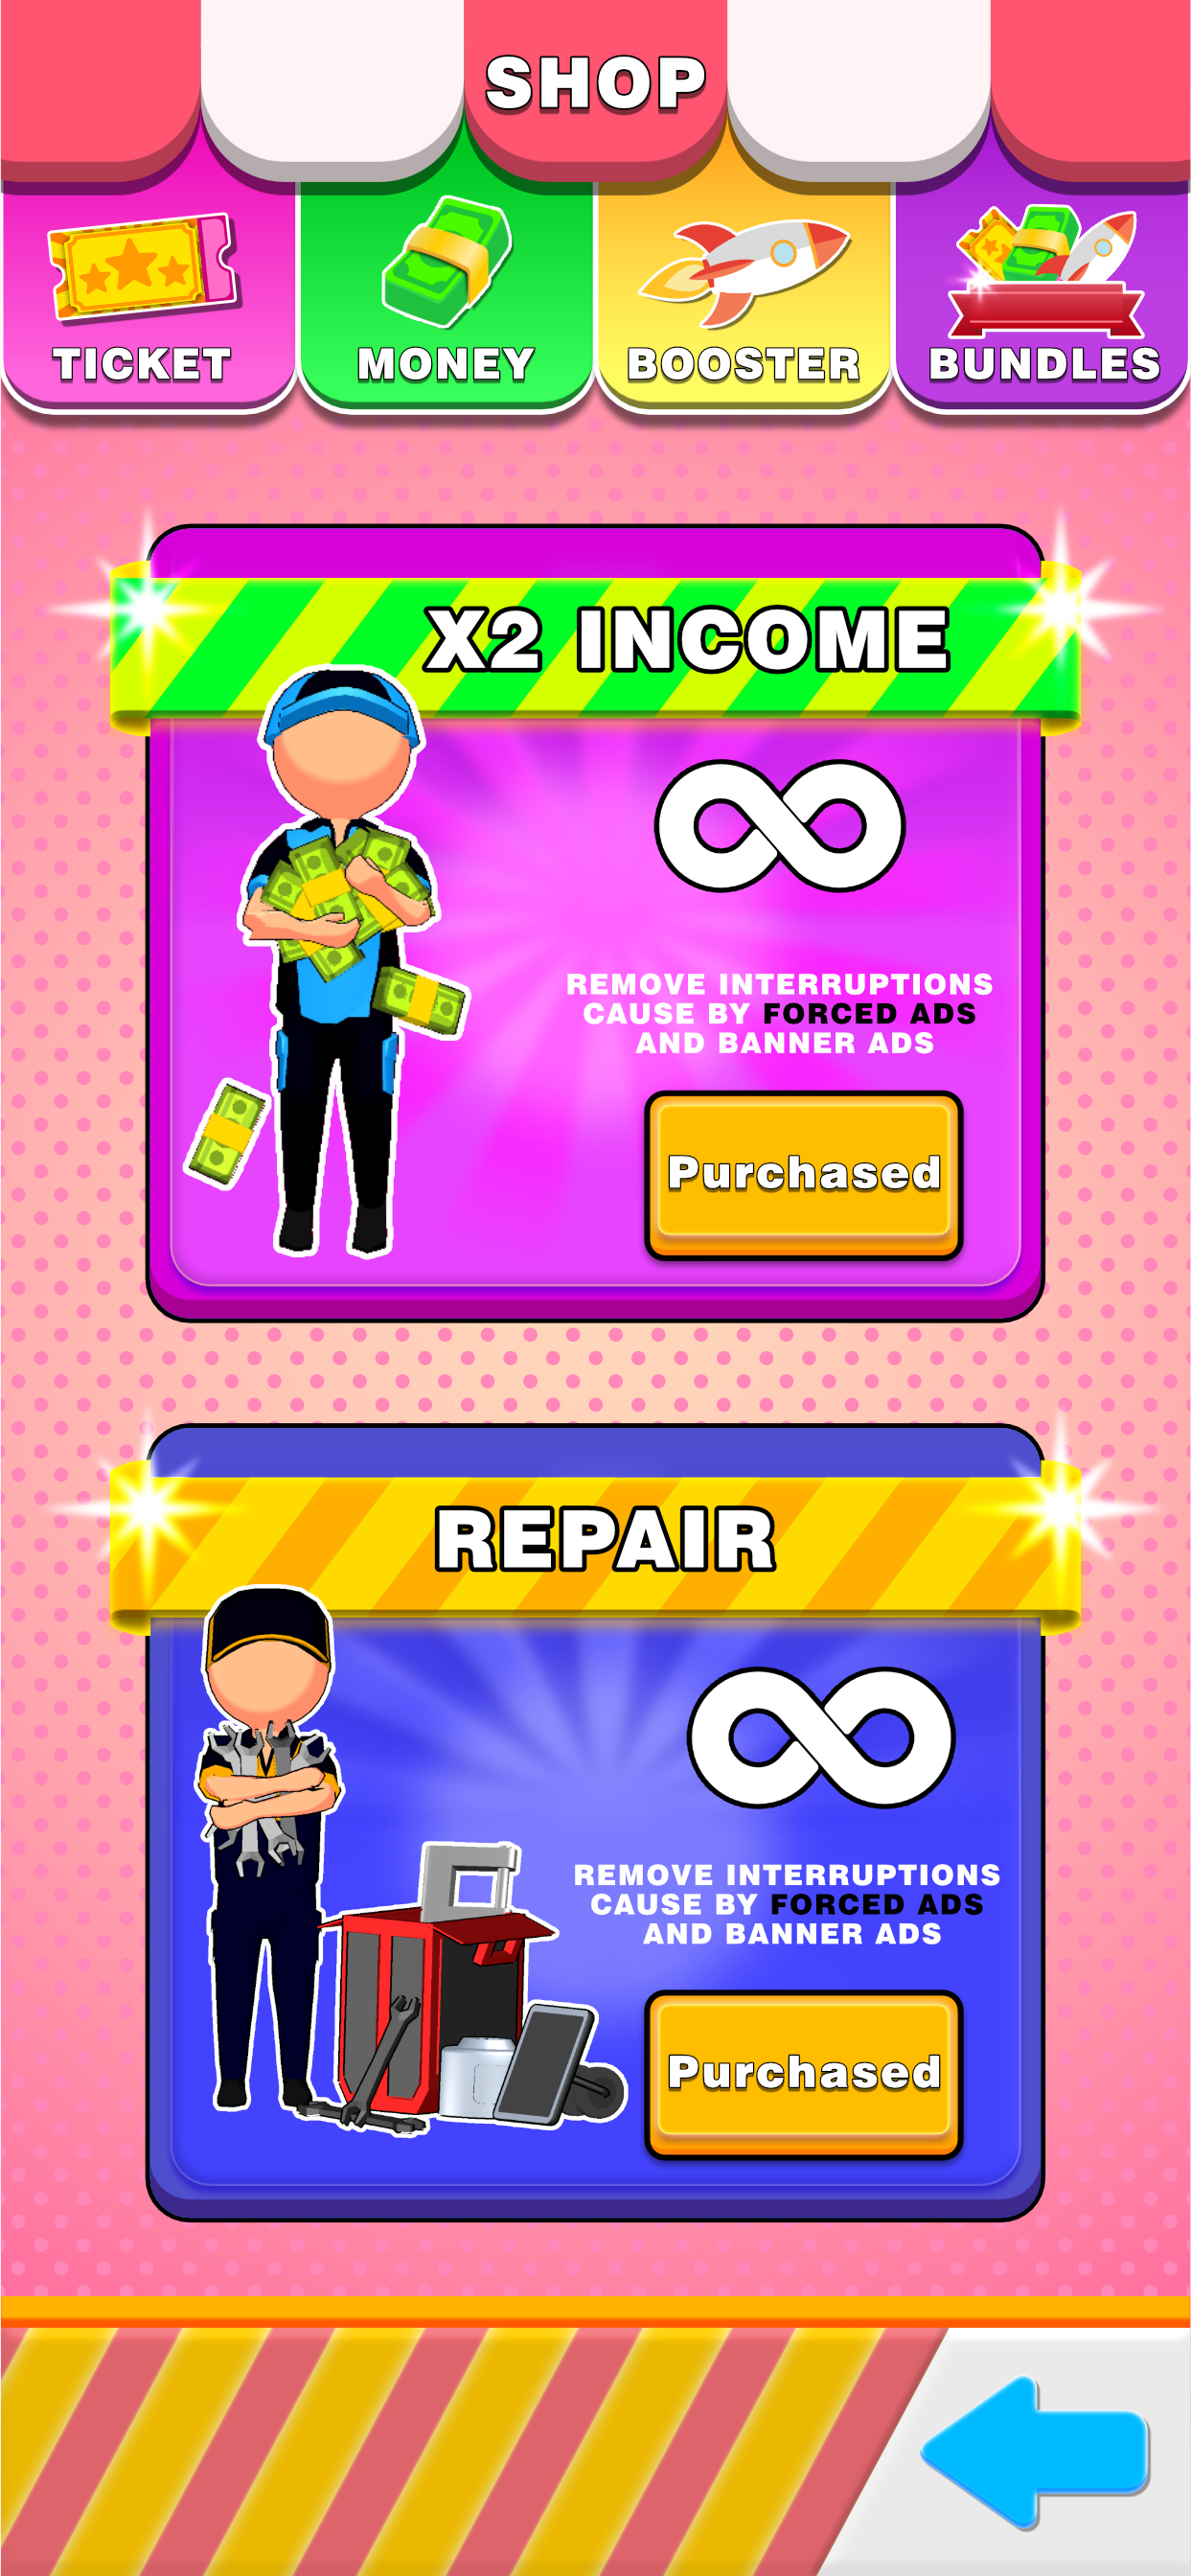 SHOP
TICKET
MONEY
BOOSTER
BUNDLES
X2 INCOME
REMOVE INTERRUPTIONS
CAUSE BY FORCED ADS
AND BANNER ADS
Purchased
REPAIR
REMOVE INTERRUPTIONS
CAUSE BY FORCED ADS
AND BANNER ADS
Purchased